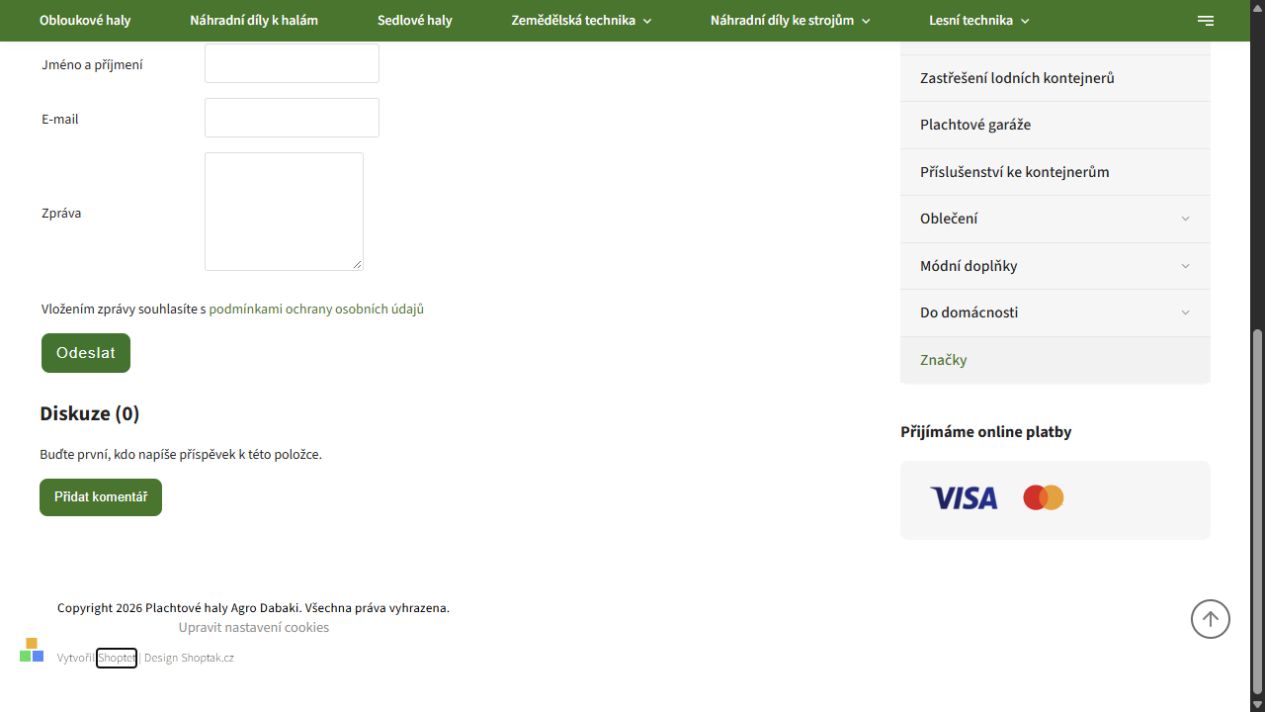 Obloukové haly Náhradní díly k halám Sedlové haly Zemědělská technika Náhradní díly ke strojům Lesní technika
Jméno a příjmení
E-mail
Zpráva
Vložením zprávy souhlasíte s podmínkami ochrany osobních údajů
Odeslat
Diskuze (0)
Buďte první, kdo napíše příspěvek k této položce.
Přidat komentář
Zastřešení lodních kontejnerů
Plachtové garáže
Příslušenství ke kontejnerům
Oblečení
Módní doplňky
Do domácnosti
Značky
Přijímáme online platby
VISA
Copyright 2026 Plachtové haly Agro Dabaki. Všechna práva vyhrazena.
Upravit nastavení cookies
Vytvořil Shoptet | Design Shoptak.cz